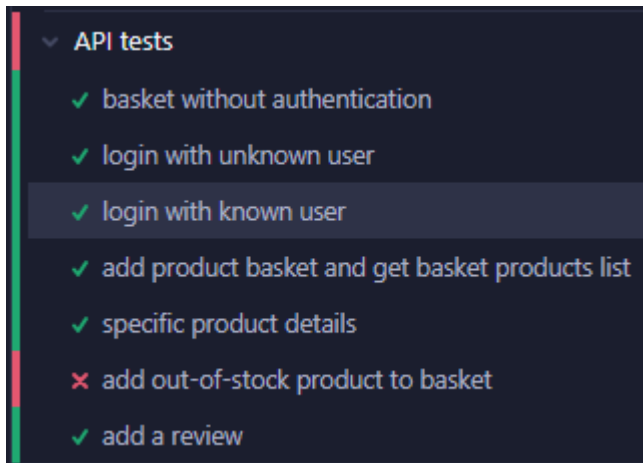 API tests
basket without authentication
login with unknown user
login with known user
add product basket and get basket products list
specific product details
add out-of-stock product to basket
add a review